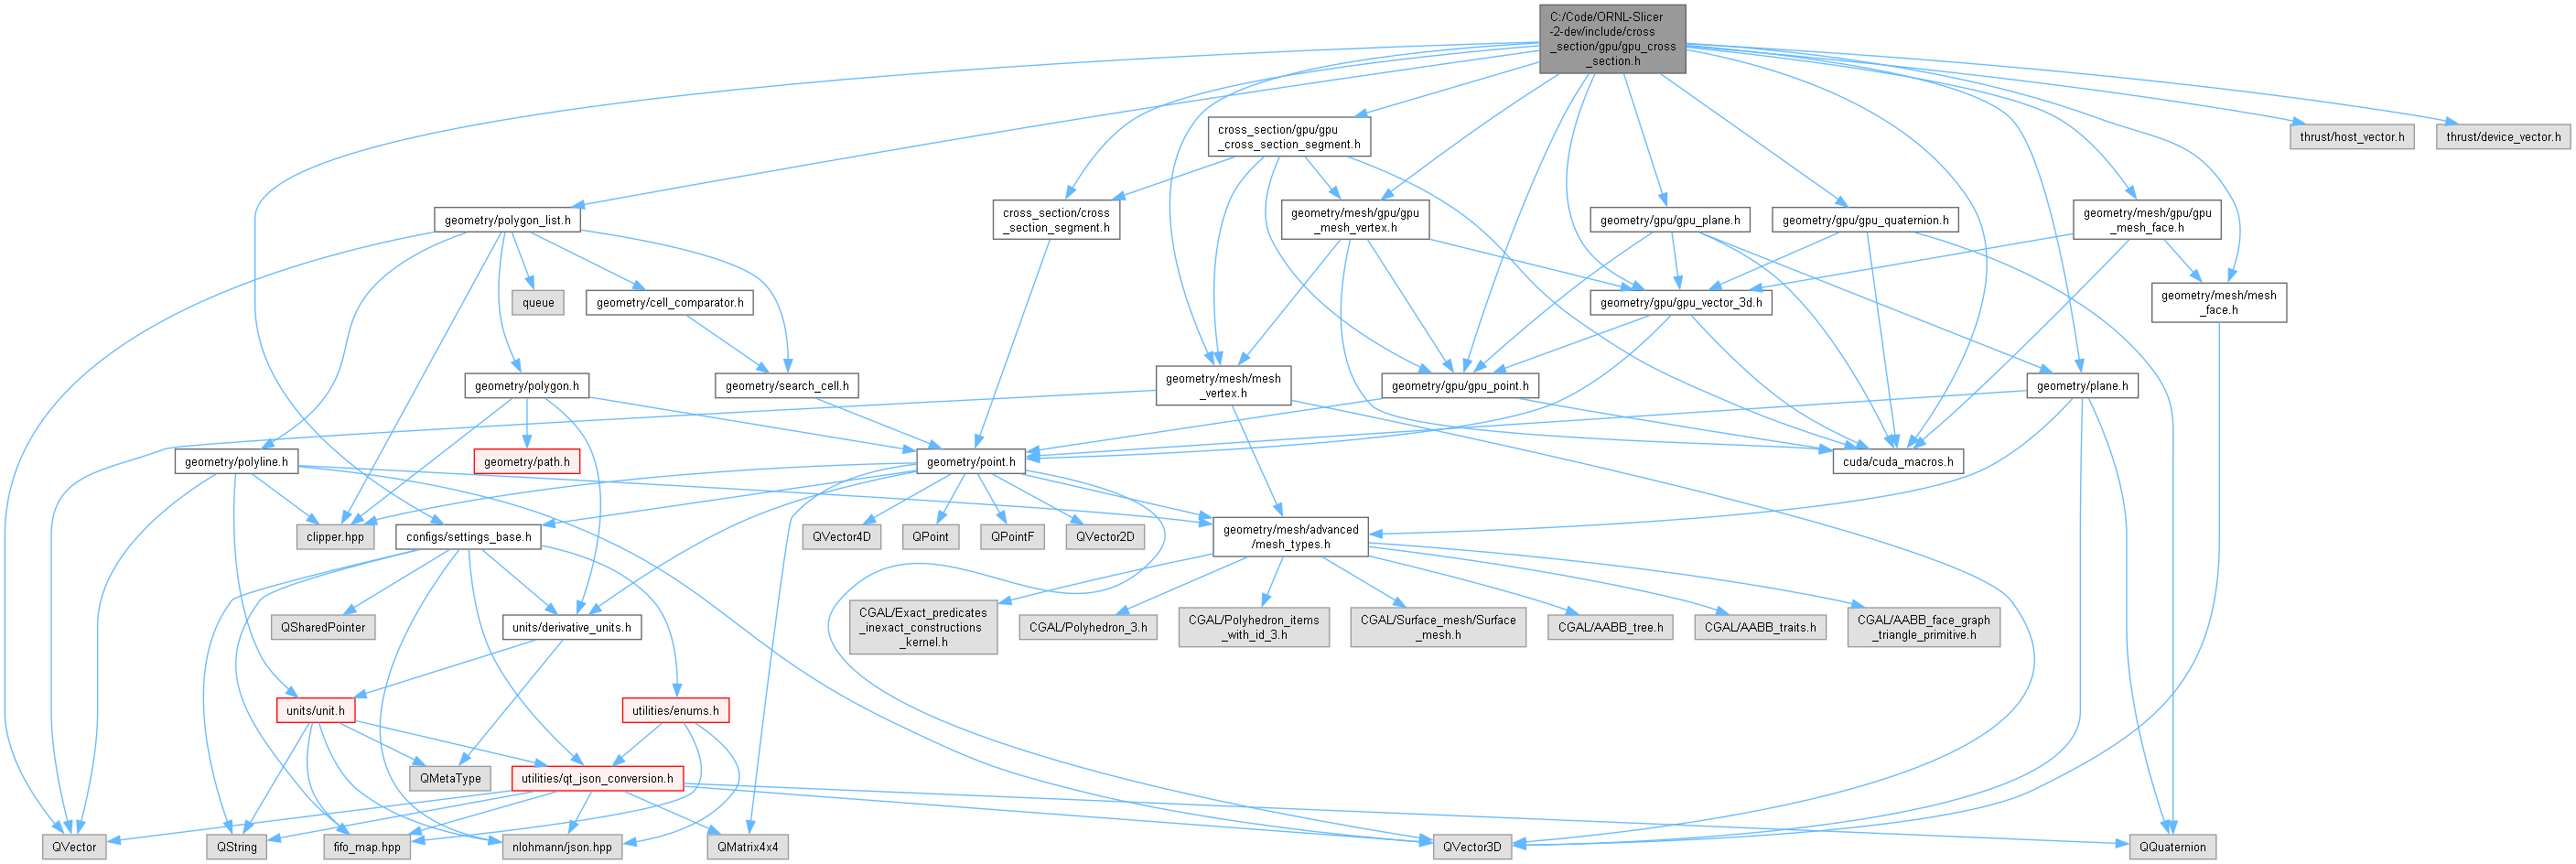 C:/Code/ORNL-Slicer
-2-dev/include/cross
_section/gpu/gpu_cross
_section.h
cross_section/gpu/gpu
_cross_section_segment.h
thrust/host_vector.h
thrust/device_vector.h
geometry/polygon_list.h
cross_section/cross
_section_segment.h
geometry/mesh/gpu/gpu
_mesh_vertex.h
geometry/gpu/gpu_plane.h
geometry/gpu/gpu_quaternion.h
geometry/mesh/gpu/gpu
_mesh_face.h
queue
geometry/cell_comparator.h
geometry/gpu/gpu_vector_3d.h
geometry/mesh/mesh
_face.h
geometry/polygon.h
geometry/search_cell.h
geometry/mesh/mesh
_vertex.h
geometry/gpu/gpu_point.h
geometry/plane.h
geometry/polyline.h
geometry/path.h
geometry/point.h
cuda/cuda_macros.h
clipper.hpp
configs/settings_base.h
QVector4D
QPoint
QPointF
QVector2D
geometry/mesh/advanced
/mesh_types.h
QSharedPointer
units/derivative_units.h
CGAL/Exact_predicates
_inexact_constructions
_kernel.h
CGAL/Polyhedron_3.h
CGAL/Polyhedron_items
_with_id_3.h
CGAL/Surface_mesh/Surface
_mesh.h
CGAL/AABB_tree.h
CGAL/AABB_traits.h
CGAL/AABB_face_graph
_triangle_primitive.h
units/unit.h
utilities/enums.h
QMetaType
utilities/qt_json_conversion.h
QVector
QString
fifo_map.hpp
nlohmann/json.hpp
QMatrix4x4
QVector3D
QQuaternion